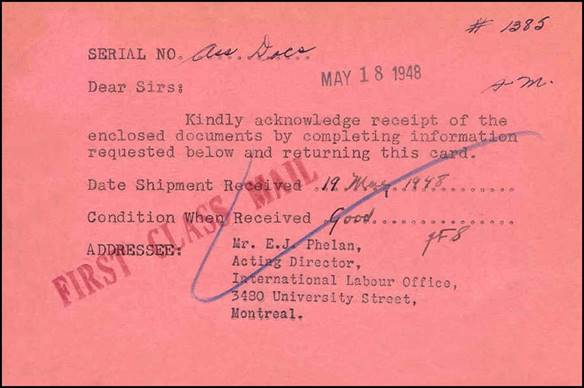 # 1385
SERIAL NO. Ass. Docs
MAY 18 1948
Dear Sirs:
Kindly acknowledge receipt of the
enclosed documents by completing information
requested below and returning this card.
Date Shipment Received 19 May 1948
Condition When Received Good
ADDRESSEE:
Mr. E.J. Phelan,
Acting Director,
International Labour Office,
3480 University Street,
Montreal.
FIRST CLASS MAIL